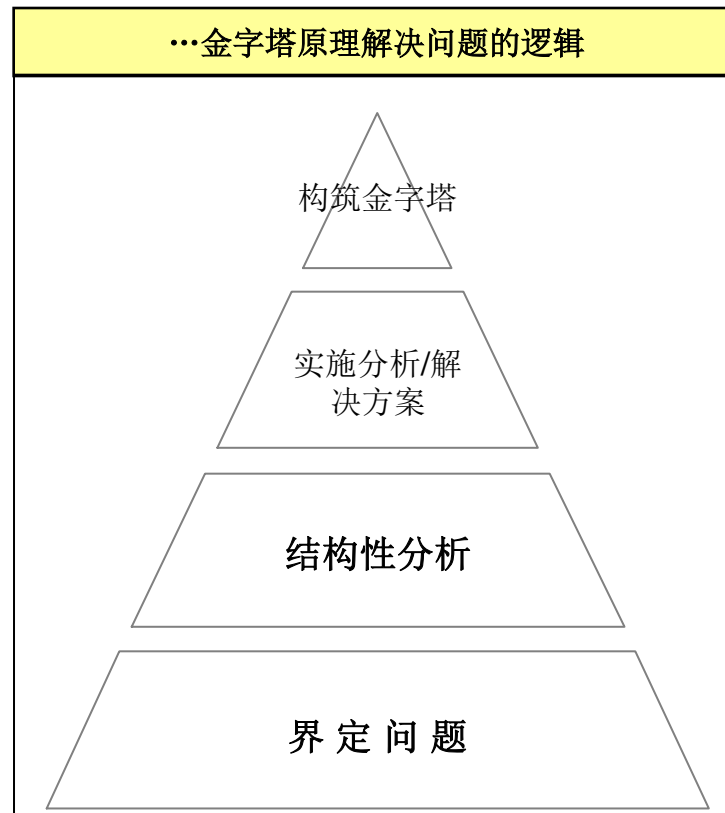 …金字塔原理解决问题的逻辑
构筑金字塔
实施分析/解
决方案
结构性分析
界 定 问 题